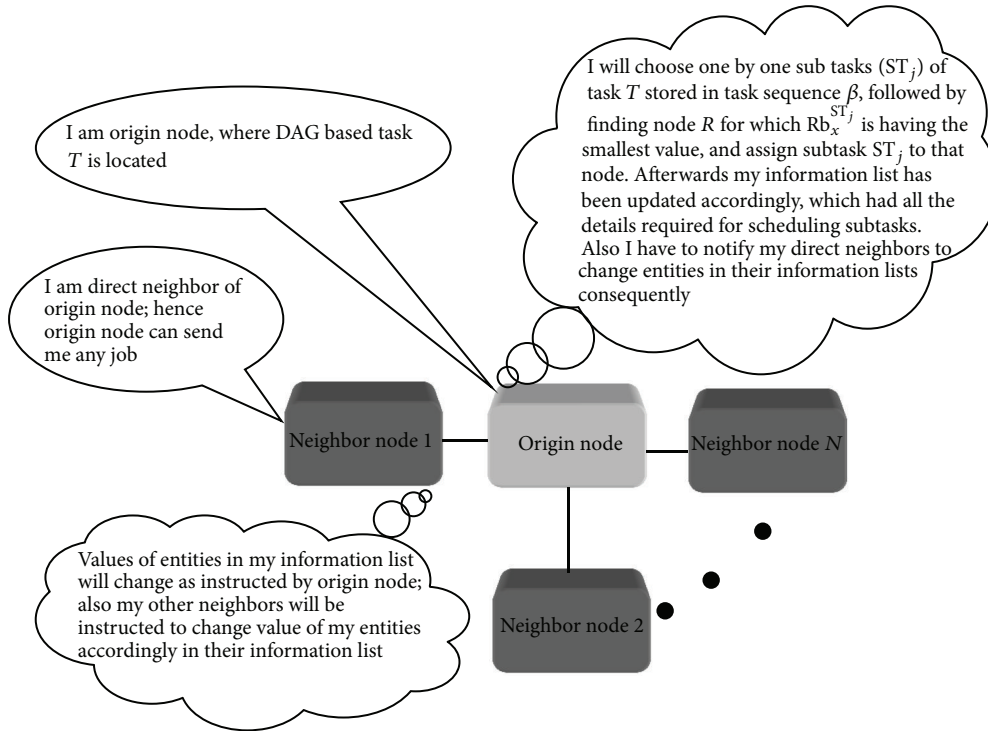 I will choose one by one sub tasks (ST_j) of
task T stored in task sequence β, followed by
finding node R for which Rb_x^{ST_j} is having the
smallest value, and assign subtask ST_j to that
node. Afterwards my information list has
been updated accordingly, which had all the
details required for scheduling subtasks.
Also I have to notify my direct neighbors to
change entities in their information lists
consequently
I am origin node, where DAG based task
T is located
I am direct neighbor of
origin node; hence
origin node can send
me any job
Neighbor node 1
Origin node
Neighbor node N
Values of entities in my information list
will change as instructed by origin node;
also my other neighbors will be
instructed to change value of my entities
accordingly in their information list
Neighbor node 2